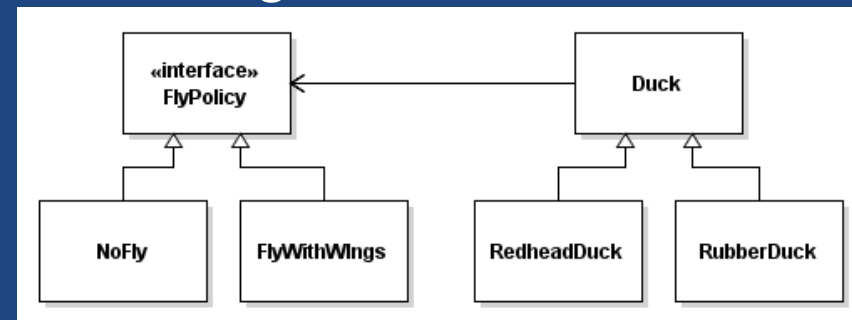 «interface»
FlyPolicy
Duck
NoFly
FlyWithWIngs
RedheadDuck
RubberDuck